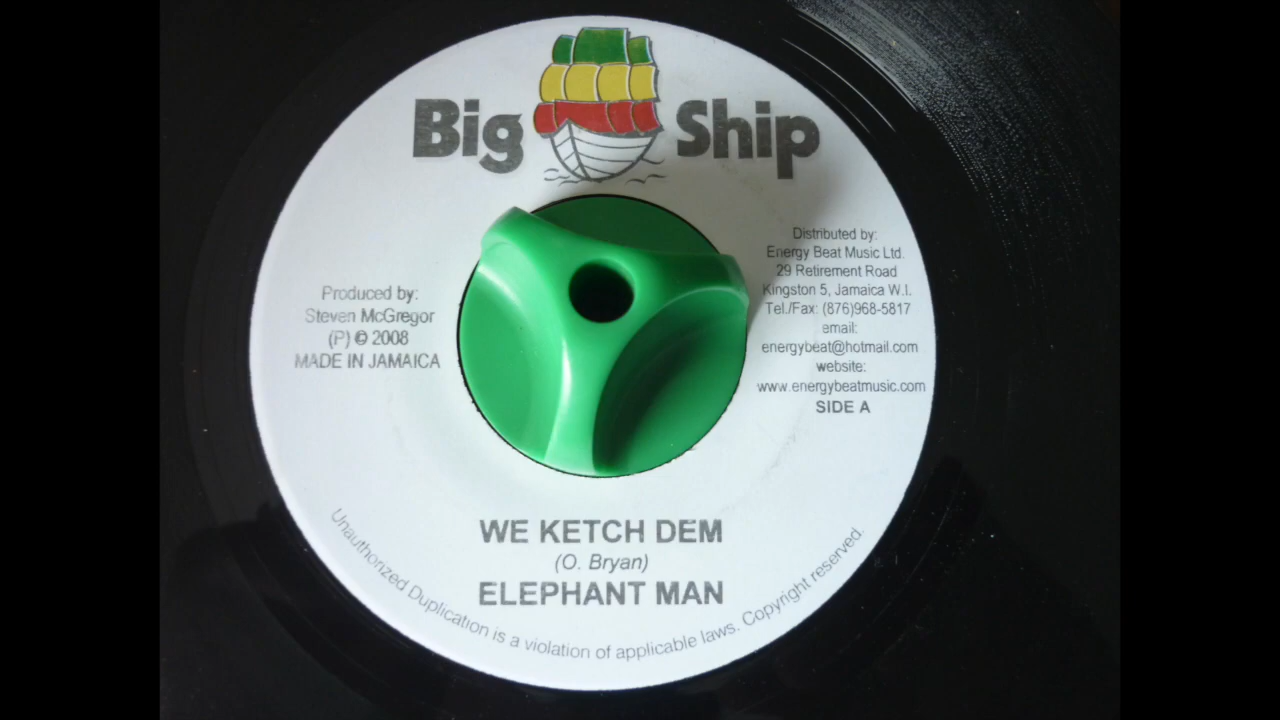 Big Ship
Produced by:
Steven McGregor
(P) © 2008
MADE IN JAMAICA
Distributed by:
Energy Beat Music Ltd.
29 Retirement Road
Kingston 5, Jamaica W.I.
Tel./Fax: (876)968-5817
email:
energybeat@hotmail.com
website:
www.energybeatmusic.com
SIDE A
WE KETCH DEM
(O. Bryan)
ELEPHANT MAN
Unauthorized Duplication is a violation of applicable laws. Copyright reserved.